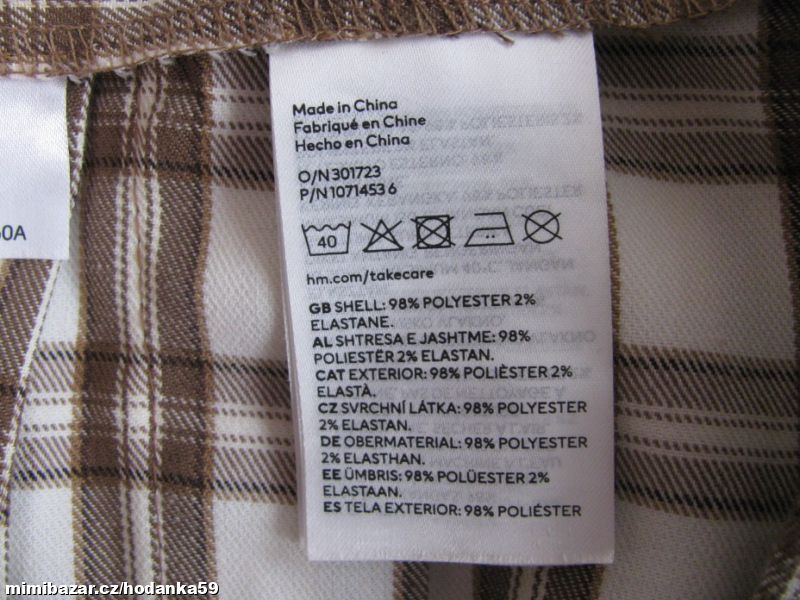 Made in China
Fabriqué en Chine
Hecho en China
O/N 301723
P/N 1071453 6
40
hm.com/takecare
GB SHELL: 98% POLYESTER 2%
ELASTANE.
AL SHTRESA E JASHTME: 98%
POLIESTËR 2% ELASTAN.
CAT EXTERIOR: 98% POLIÈSTER 2%
ELASTÀ.
CZ SVRCHNÍ LÁTKA: 98% POLYESTER
2% ELASTAN.
DE OBERMATERIAL: 98% POLYESTER
2% ELASTHAN.
EE ÜMBRIS: 98% POLÜESTER 2%
ELASTAAN.
ES TELA EXTERIOR: 98% POLIÉSTER
0A
mimibazar.cz/hodanka59